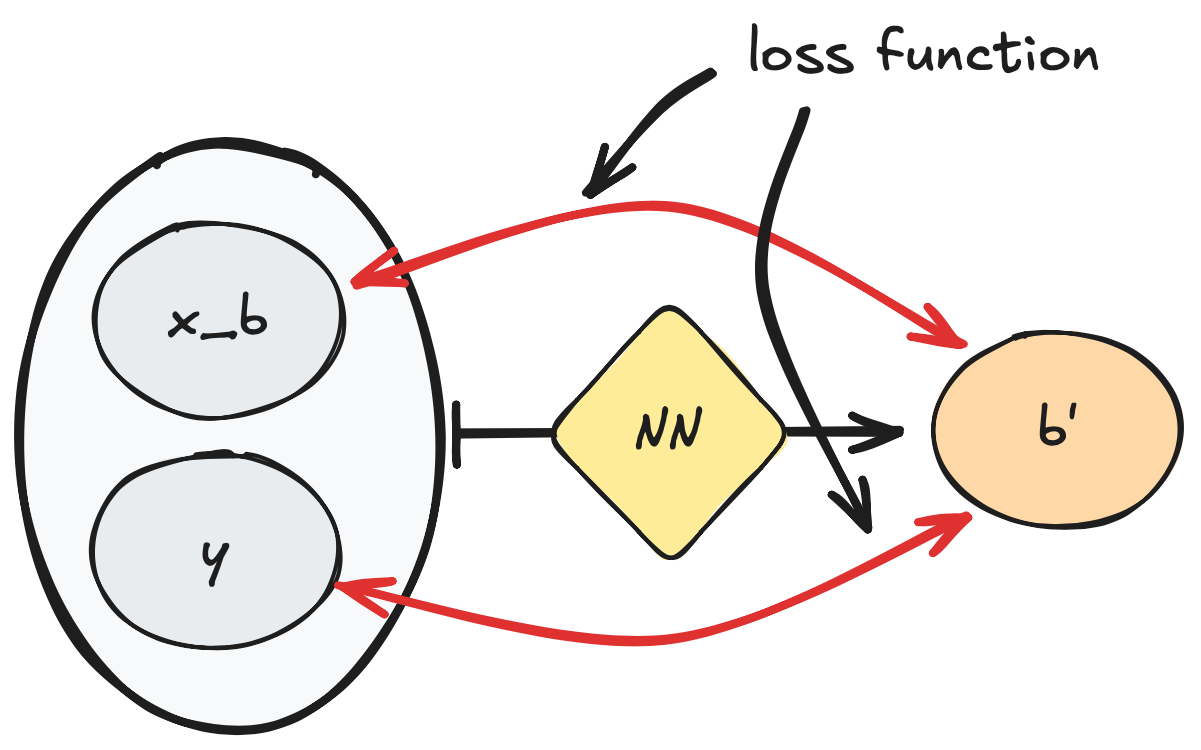 loss function
x_b
NN
b'
y